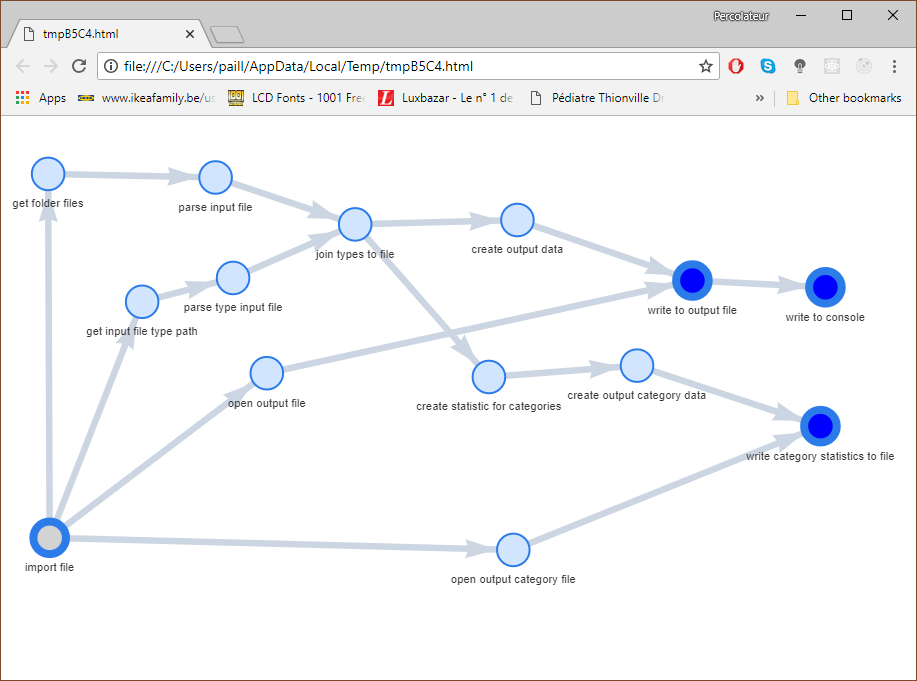 Percolateur
tmpB5C4.html
file:///C:/Users/paill/AppData/Local/Temp/tmpB5C4.html
Apps
www.ikeafamily.be/us
LCD Fonts - 1001 Free
Luxbazar - Le n° 1 de
Pédiatre Thionville Dr
»
Other bookmarks
get folder files
parse input file
join types to file
create output data
parse type input file
get input file type path
write to output file
write to console
open output file
create statistic for categories
create output category data
write category statistics to file
import file
open output category file